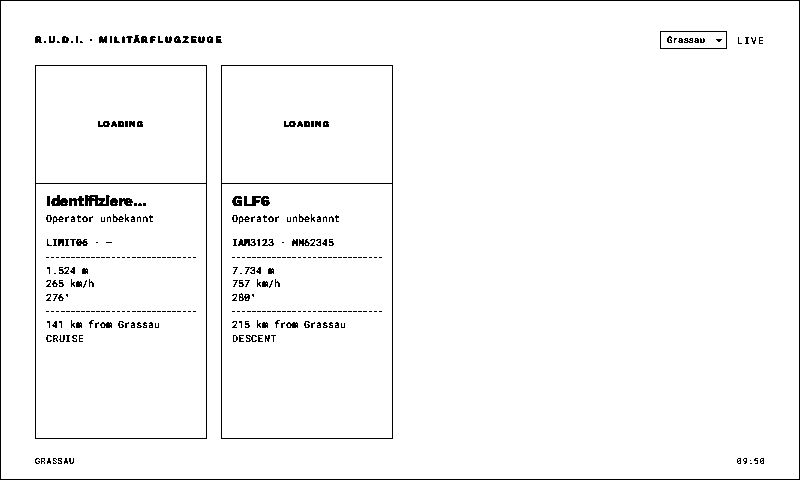 R.U.D.I. · MILITÄRFLUGZEUGE
Grassau
LIVE
LOADING
Identifiziere…
Operator unbekannt
LIMIT06 · —
1.524 m
265 km/h
276°
141 km from Grassau
CRUISE
LOADING
GLF6
Operator unbekannt
IAM3123 · MM62345
7.734 m
757 km/h
280°
215 km from Grassau
DESCENT
GRASSAU
09:50